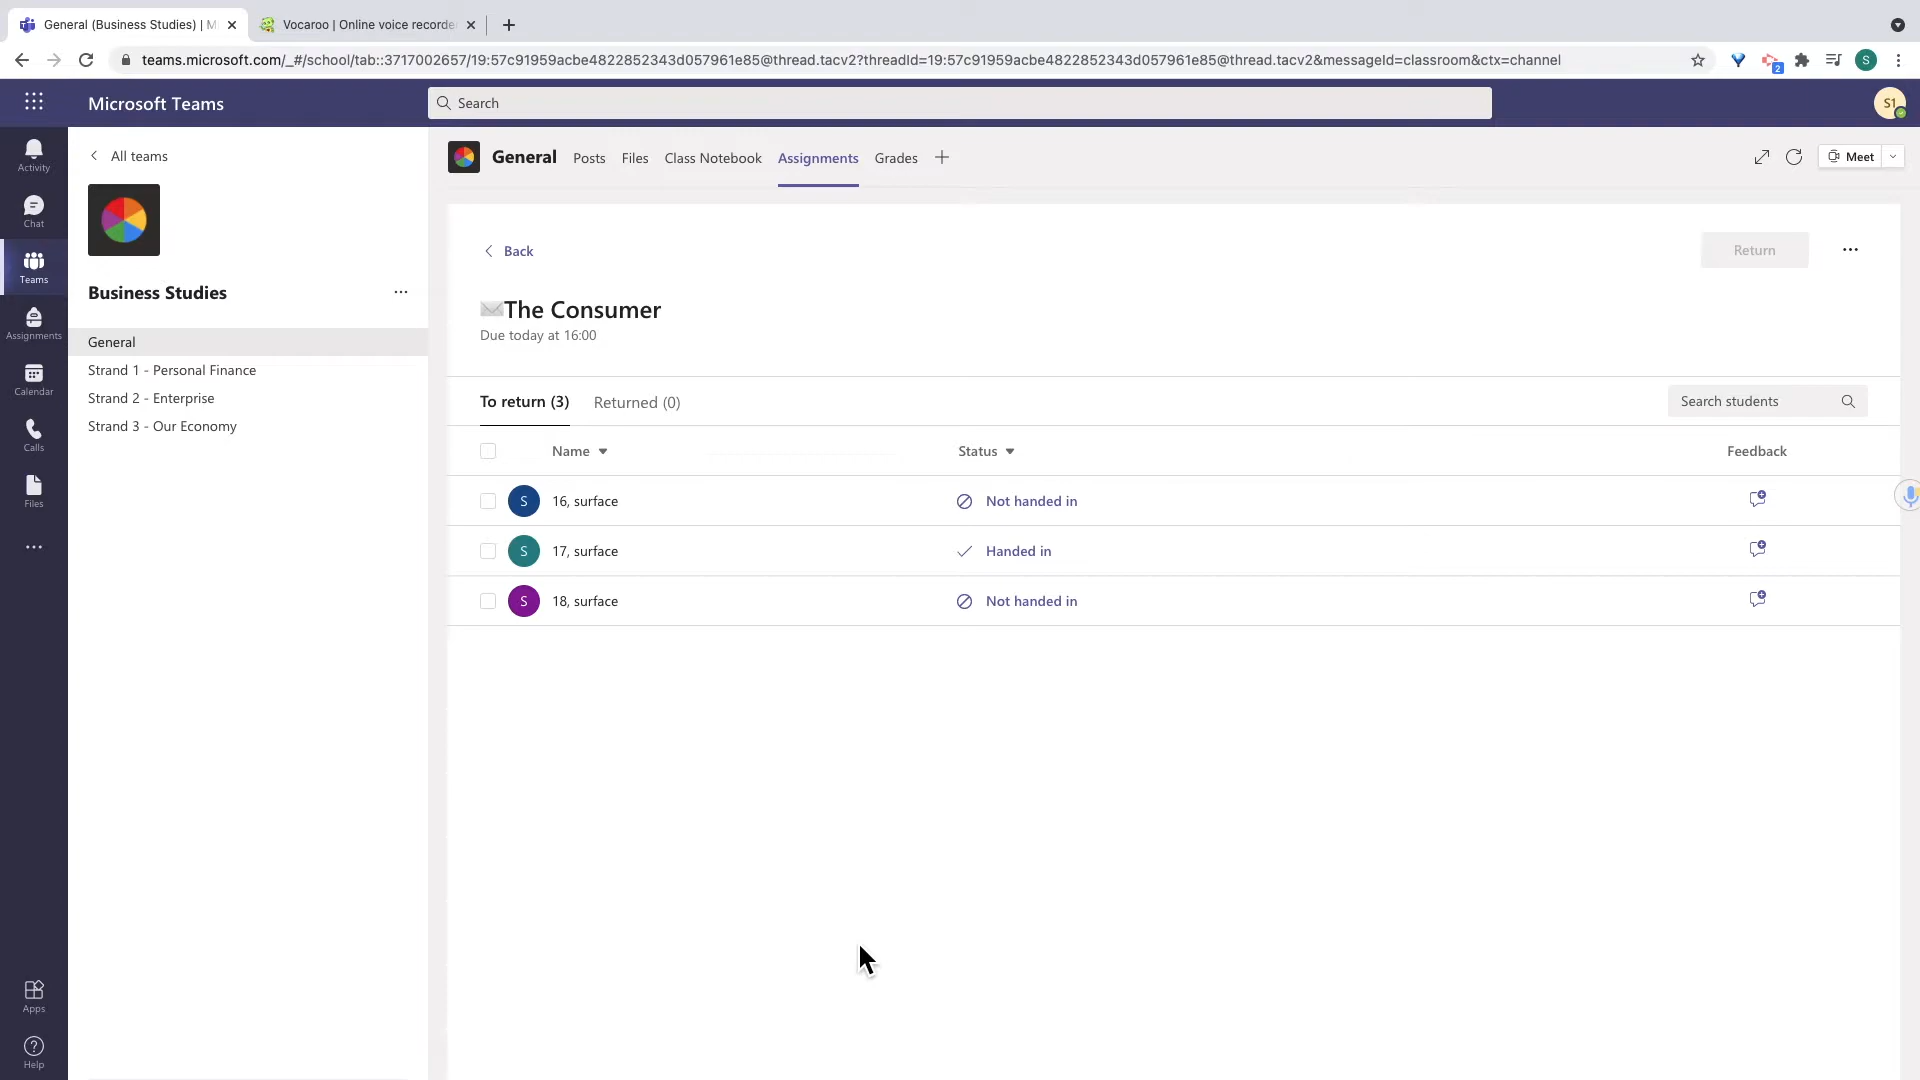 General (Business Studies) | M
Vocaroo | Online voice recorde
teams.microsoft.com/_#/school/tab::3717002657/19:57c91959acbe4822852343d057961e85@thread.tacv2?threadId=19:57c91959acbe4822852343d057961e85@thread.tacv2&messageId=classroom&ctx=channel
2
S
Microsoft Teams
Search
S1
Activity
Chat
Teams
Assignments
Calendar
Calls
Files
Apps
Help
All teams
Business Studies
General
Strand 1 - Personal Finance
Strand 2 - Enterprise
Strand 3 - Our Economy
General Posts Files Class Notebook Assignments Grades
Meet
Back
Return
The Consumer
Due today at 16:00
To return (3) Returned (0)
Search students
Name Status Feedback
S 16, surface Not handed in
S 17, surface Handed in
S 18, surface Not handed in